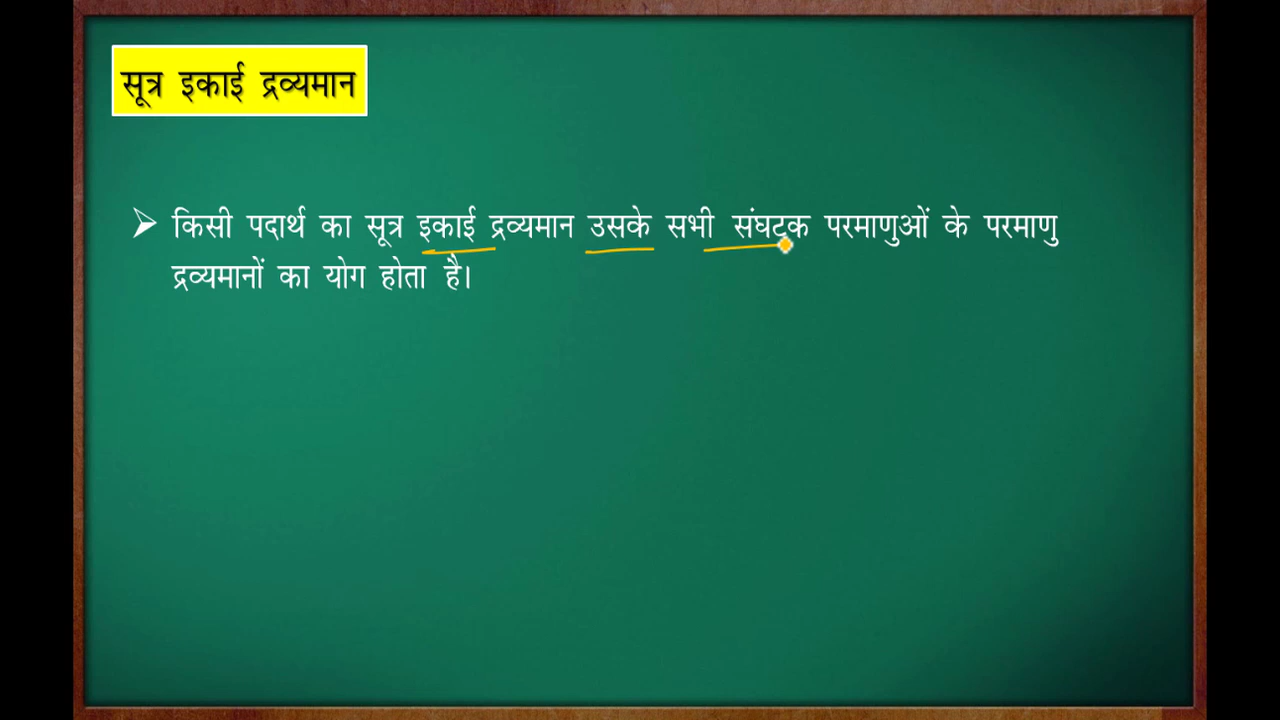 सूत्र इकाई द्रव्यमान
किसी पदार्थ का सूत्र इकाई द्रव्यमान उसके सभी संघटक परमाणुओं के परमाणु
द्रव्यमानों का योग होता है।